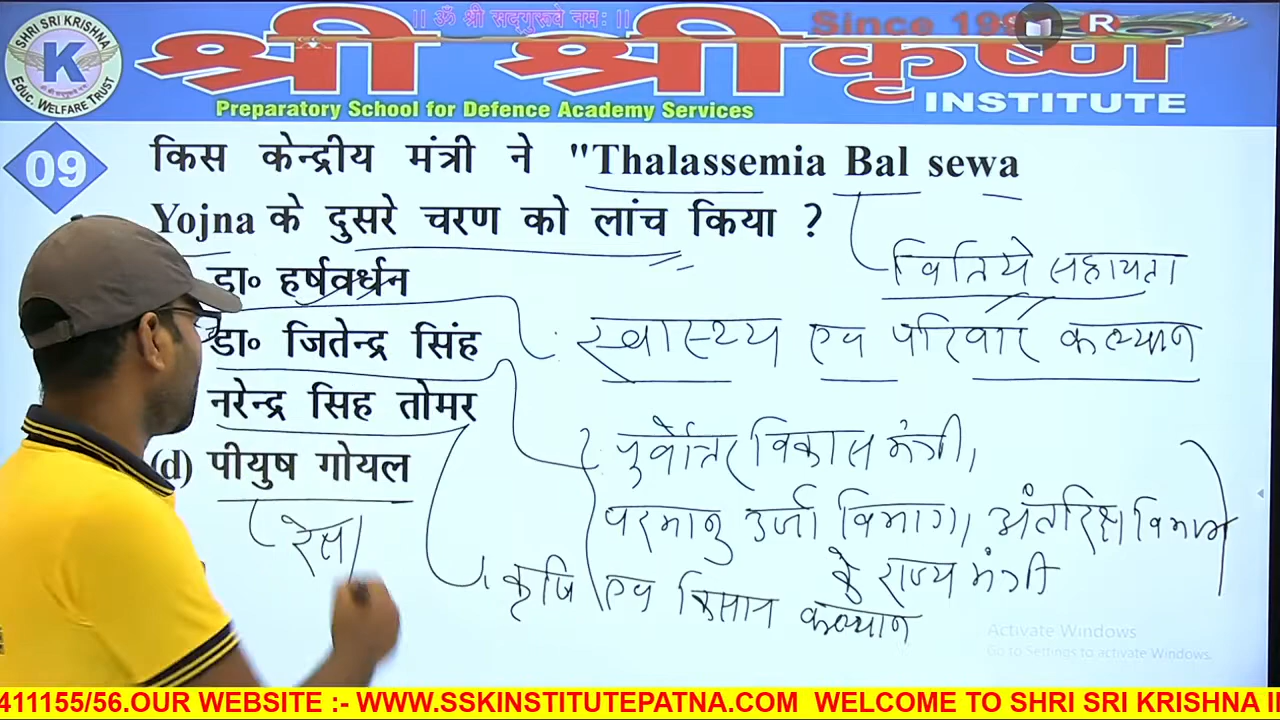 || ॐ श्री सद्गुरूवे नमः ||
Since 199
R
SHRI SRI KRISHNA
K
Educ. WELFARE TRUST
श्री श्रीकृष्ण
INSTITUTE
Preparatory School for Defence Academy Services
09
किस केन्द्रीय मंत्री ने "Thalassemia Bal sewa
Yojna के दुसरे चरण को लांच किया ?
वितिये सहायता
डा॰ हर्षवर्धन
डा॰ जितेन्द्र सिंह
स्वास्थ्य एव परिवार कल्यान
नरेन्द्र सिह तोमर
पुर्वोत्तर विकास मंत्री,
(d) पीयुष गोयल
परमानु उर्जा विभाग, अंतरिक्ष विभाग
के राज्य मंत्री
रेल
कृषि एव किसान कल्यान
Activate Windows
Go to Settings to activate Windows.
411155/56.OUR WEBSITE :- WWW.SSKINSTITUTEPATNA.COM WELCOME TO SHRI SRI KRISHNA I